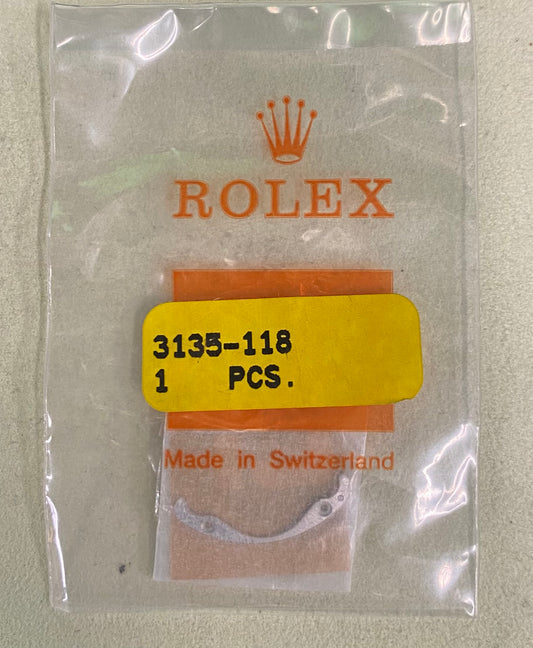 ROLEX
3135-118
1 PCS.
Made in Switzerland